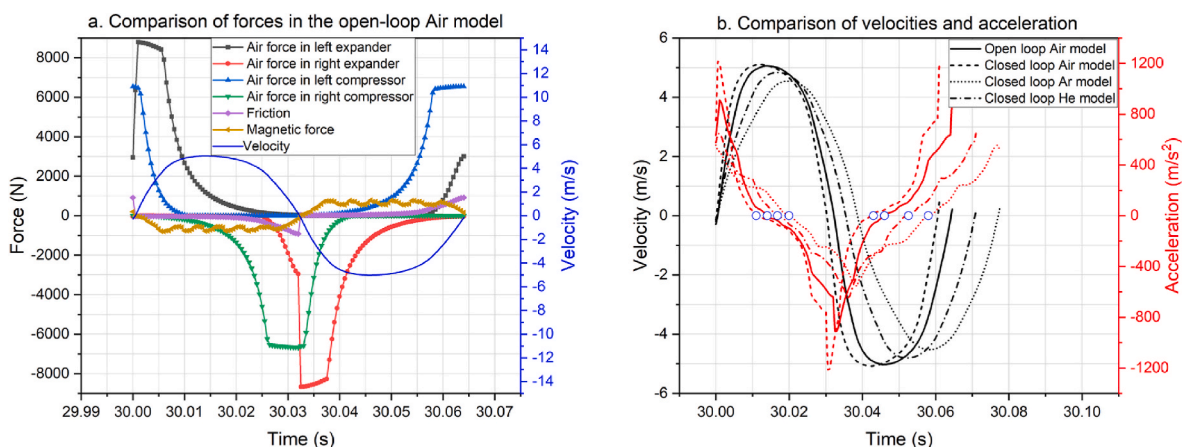 a. Comparison of forces in the open-loop Air model
8000
6000
4000
2000
0
-2000
-4000
-6000
-8000
Force (N)
Air force in left expander
Air force in right expander
Air force in left compressor
Air force in right compressor
Friction
Magnetic force
Velocity
14
12
10
8
6
4
2
0
-2
-4
-6
-8
-10
-12
-14
Velocity (m/s)
29.99
30.00
30.01
30.02
30.03
30.04
30.05
30.06
30.07
Time (s)
b. Comparison of velocities and acceleration
6
4
2
0
-2
-4
-6
Velocity (m/s)
Open loop Air model
Closed loop Air model
Closed loop Ar model
Closed loop He model
1200
800
400
0
-400
-800
-1200
Acceleration (m/s²)
30.00
30.02
30.04
30.06
30.08
30.10
Time (s)